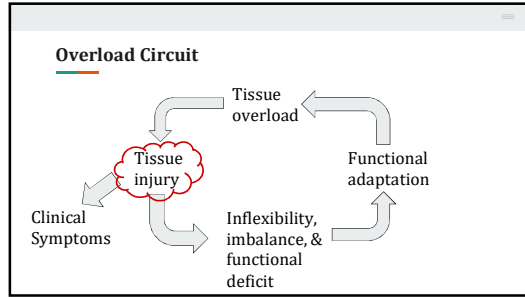 Overload Circuit
Tissue
overload
Tissue
injury
Functional
adaptation
Clinical
Symptoms
Inflexibility,
imbalance, &
functional
deficit